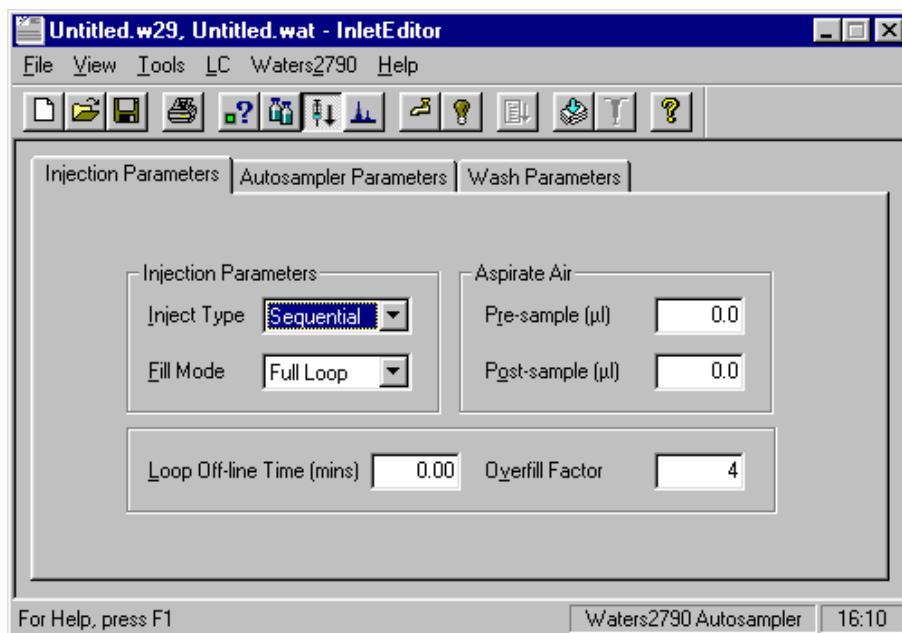 Untitled.w29, Untitled.wat - InletEditor
File View Tools LC Waters2790 Help
Injection Parameters Autosampler Parameters Wash Parameters
Injection Parameters Aspirate Air
Inject Type Sequential Pre-sample (µl) 0.0
Fill Mode Full Loop Post-sample (µl) 0.0
Loop Off-line Time (mins) 0.00 Overfill Factor 4
For Help, press F1 Waters2790 Autosampler 16:10